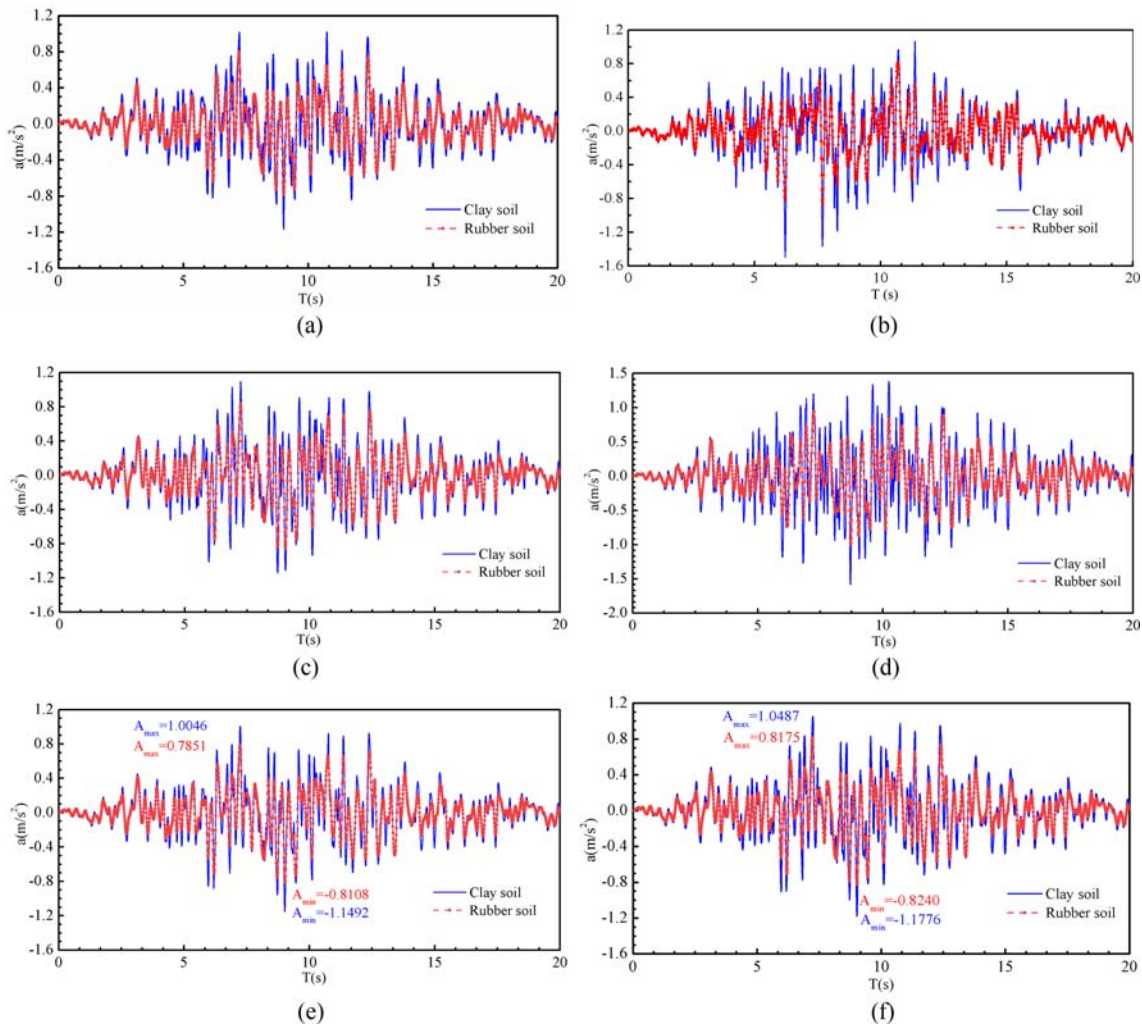 1.2
0.8
0.4
0.0
-0.4
-0.8
-1.2
-1.6
a(m/s²)
0 5 10 15 20
T(s)
Clay soil
Rubber soil
(a)
1.2
0.8
0.4
0.0
-0.4
-0.8
-1.2
-1.6
a(m/s²)
0 5 10 15 20
T (s)
Clay soil
Rubber soil
(b)
1.2
0.8
0.4
0.0
-0.4
-0.8
-1.2
-1.6
a(m/s²)
0 5 10 15 20
T(s)
Clay soil
Rubber soil
(c)
1.5
1.0
0.5
0.0
-0.5
-1.0
-1.5
-2.0
a(m/s²)
0 5 10 15 20
T(s)
Clay soil
Rubber soil
(d)
1.2
0.8
0.4
0.0
-0.4
-0.8
-1.2
-1.6
a(m/s²)
0 5 10 15 20
T(s)
Amax=1.0046
Amax=0.7851
Amin=-0.8108
Amin=-1.1492
Clay soil
Rubber soil
(e)
1.2
0.8
0.4
0.0
-0.4
-0.8
-1.2
-1.6
a(m/s²)
0 5 10 15 20
T(s)
Amax=1.0487
Amax=0.8175
Amin=-0.8240
Amin=-1.1776
Clay soil
Rubber soil
(f)